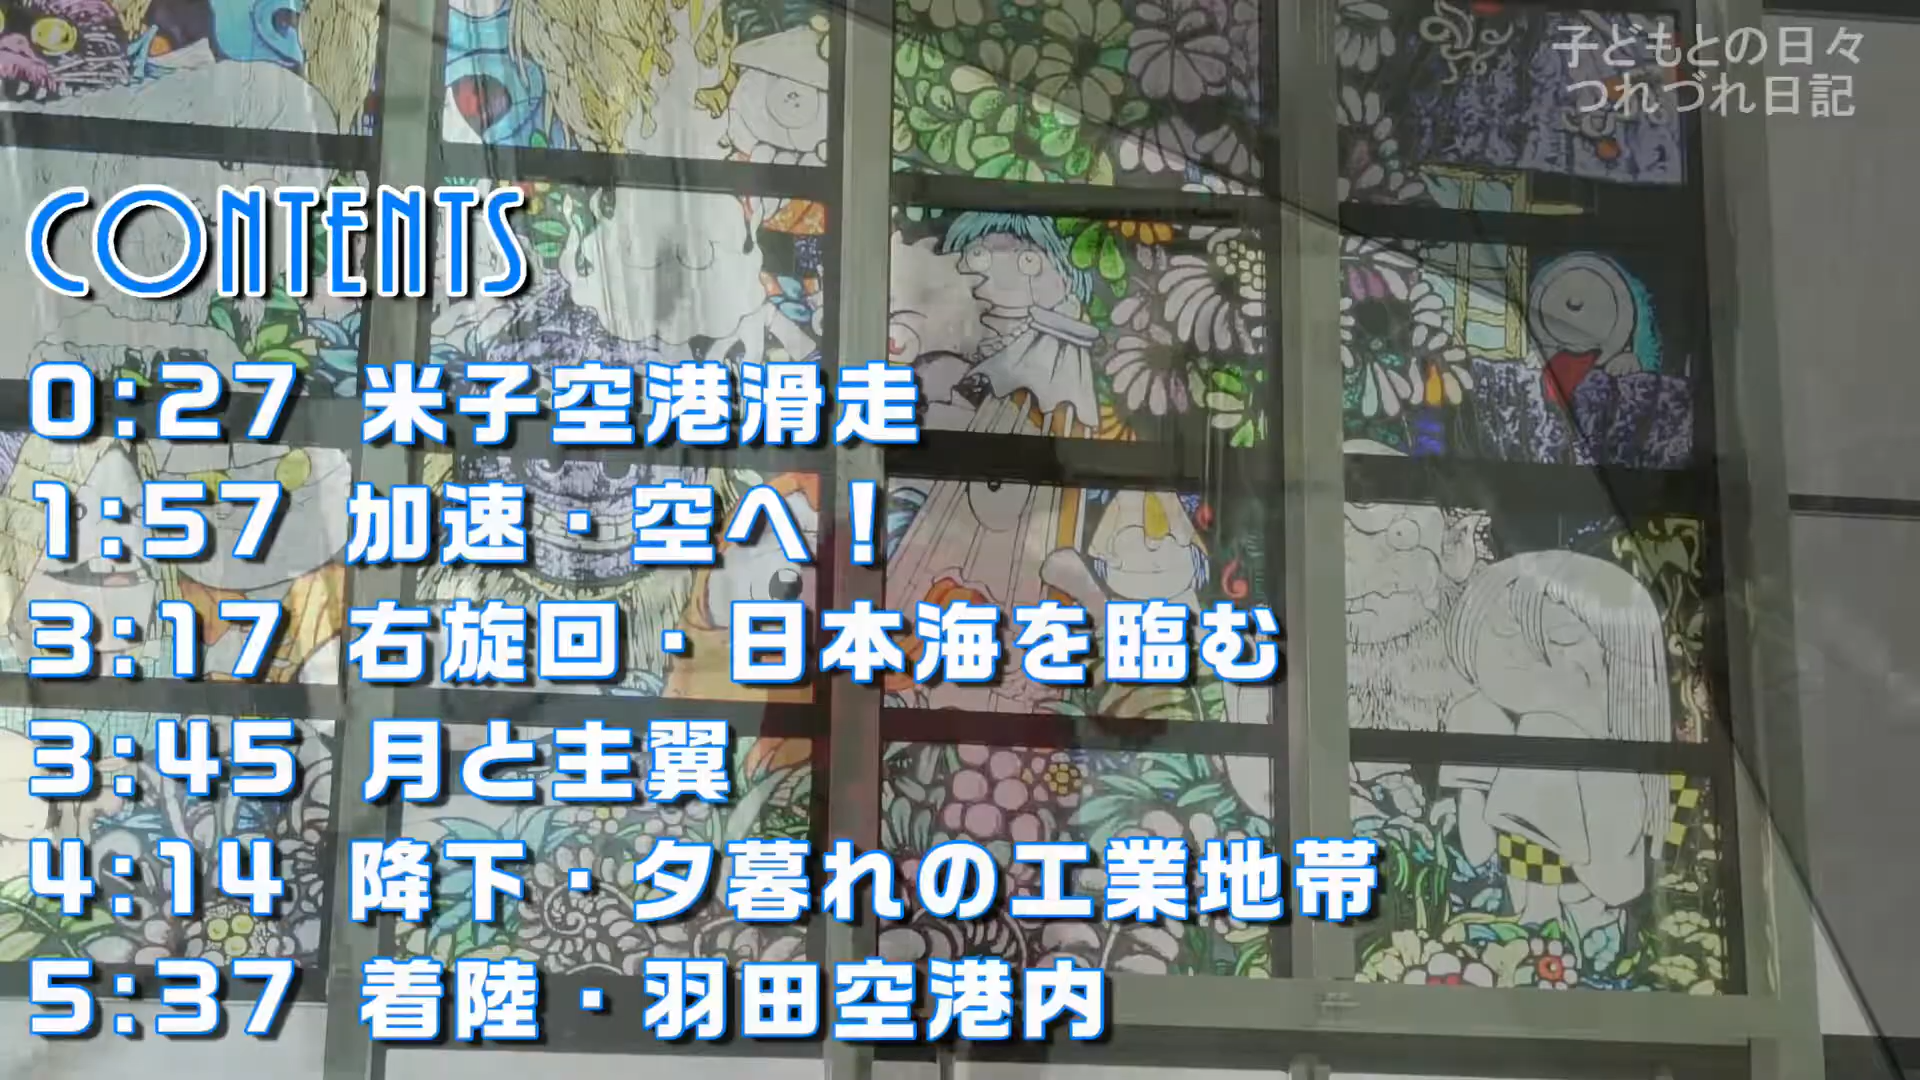 子どもとの日々
つれづれ日記
CONTENTS
0:27 米子空港滑走
1:57 加速・空へ！
3:17 右旋回・日本海を臨む
3:45 月と主翼
4:14 降下・夕暮れの工業地帯
5:37 着陸・羽田空港内